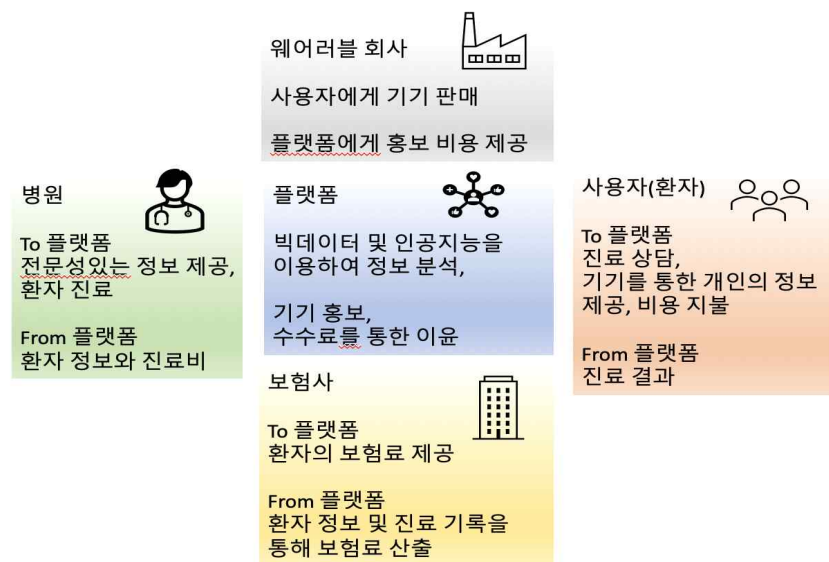 웨어러블 회사
사용자에게 기기 판매
플랫폼에게 홍보 비용 제공
병원
To 플랫폼
전문성있는 정보 제공,
환자 진료
From 플랫폼
환자 정보와 진료비
플랫폼
빅데이터 및 인공지능을
이용하여 정보 분석,
기기 홍보,
수수료를 통한 이윤
사용자(환자)
To 플랫폼
진료 상담,
기기를 통한 개인의 정보
제공, 비용 지불
From 플랫폼
진료 결과
보험사
To 플랫폼
환자의 보험료 제공
From 플랫폼
환자 정보 및 진료 기록을
통해 보험료 산출